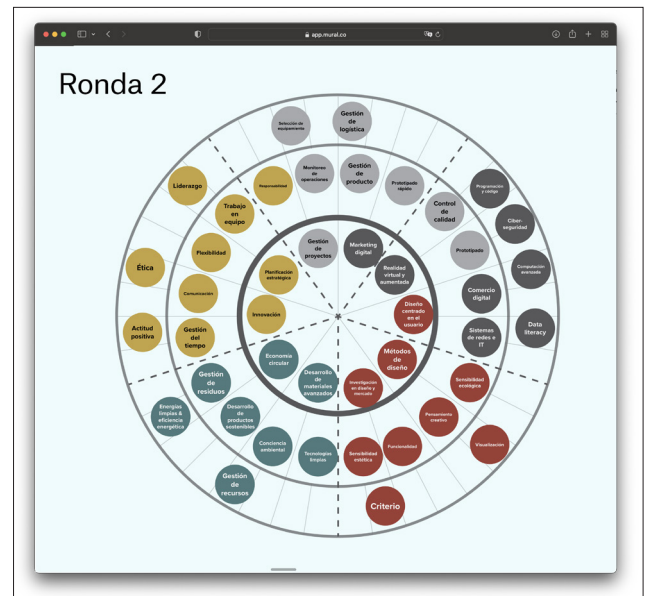 app.mural.co
Ronda 2
Selección de
equipamiento
Gestión
de
logística
Liderazgo
Responsabilidad
Monitoreo
de
operaciones
Gestión
de
producto
Prototipado
rápido
Programación
y código
Trabajo
en
equipo
Control
de
calidad
Ciber-
seguridad
Flexibilidad
Gestión
de
proyectos
Marketing
digital
Prototipado
Ética
Planificación
estratégica
Realidad
virtual y
aumentada
Computación
avanzada
Comunicación
Comercio
digital
Innovación
Diseño
centrado
en el
usuario
Actitud
positiva
Gestión
del
tiempo
Sistemas
de redes e
IT
Data
literacy
Economía
circular
Métodos
de
diseño
Gestión
de
residuos
Desarrollo
de
materiales
avanzados
Investigación
en diseño y
mercado
Sensibilidad
ecológica
Energías
limpias &
eficiencia
energética
Desarrollo
de
productos
sostenibles
Pensamiento
creativo
Conciencia
ambiental
Tecnologías
limpias
Sensibilidad
estética
Funcionalidad
Visualización
Gestión
de
recursos
Criterio